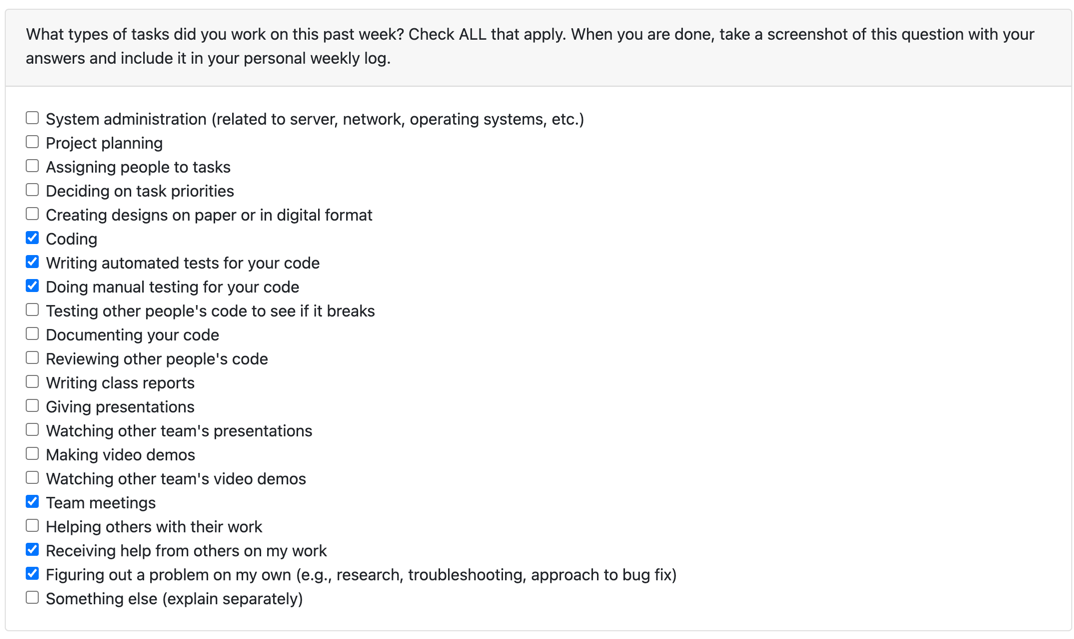 What types of tasks did you work on this past week? Check ALL that apply. When you are done, take a screenshot of this question with your
answers and include it in your personal weekly log.
System administration (related to server, network, operating systems, etc.)
Project planning
Assigning people to tasks
Deciding on task priorities
Creating designs on paper or in digital format
Coding
Writing automated tests for your code
Doing manual testing for your code
Testing other people's code to see if it breaks
Documenting your code
Reviewing other people's code
Writing class reports
Giving presentations
Watching other team's presentations
Making video demos
Watching other team's video demos
Team meetings
Helping others with their work
Receiving help from others on my work
Figuring out a problem on my own (e.g., research, troubleshooting, approach to bug fix)
Something else (explain separately)